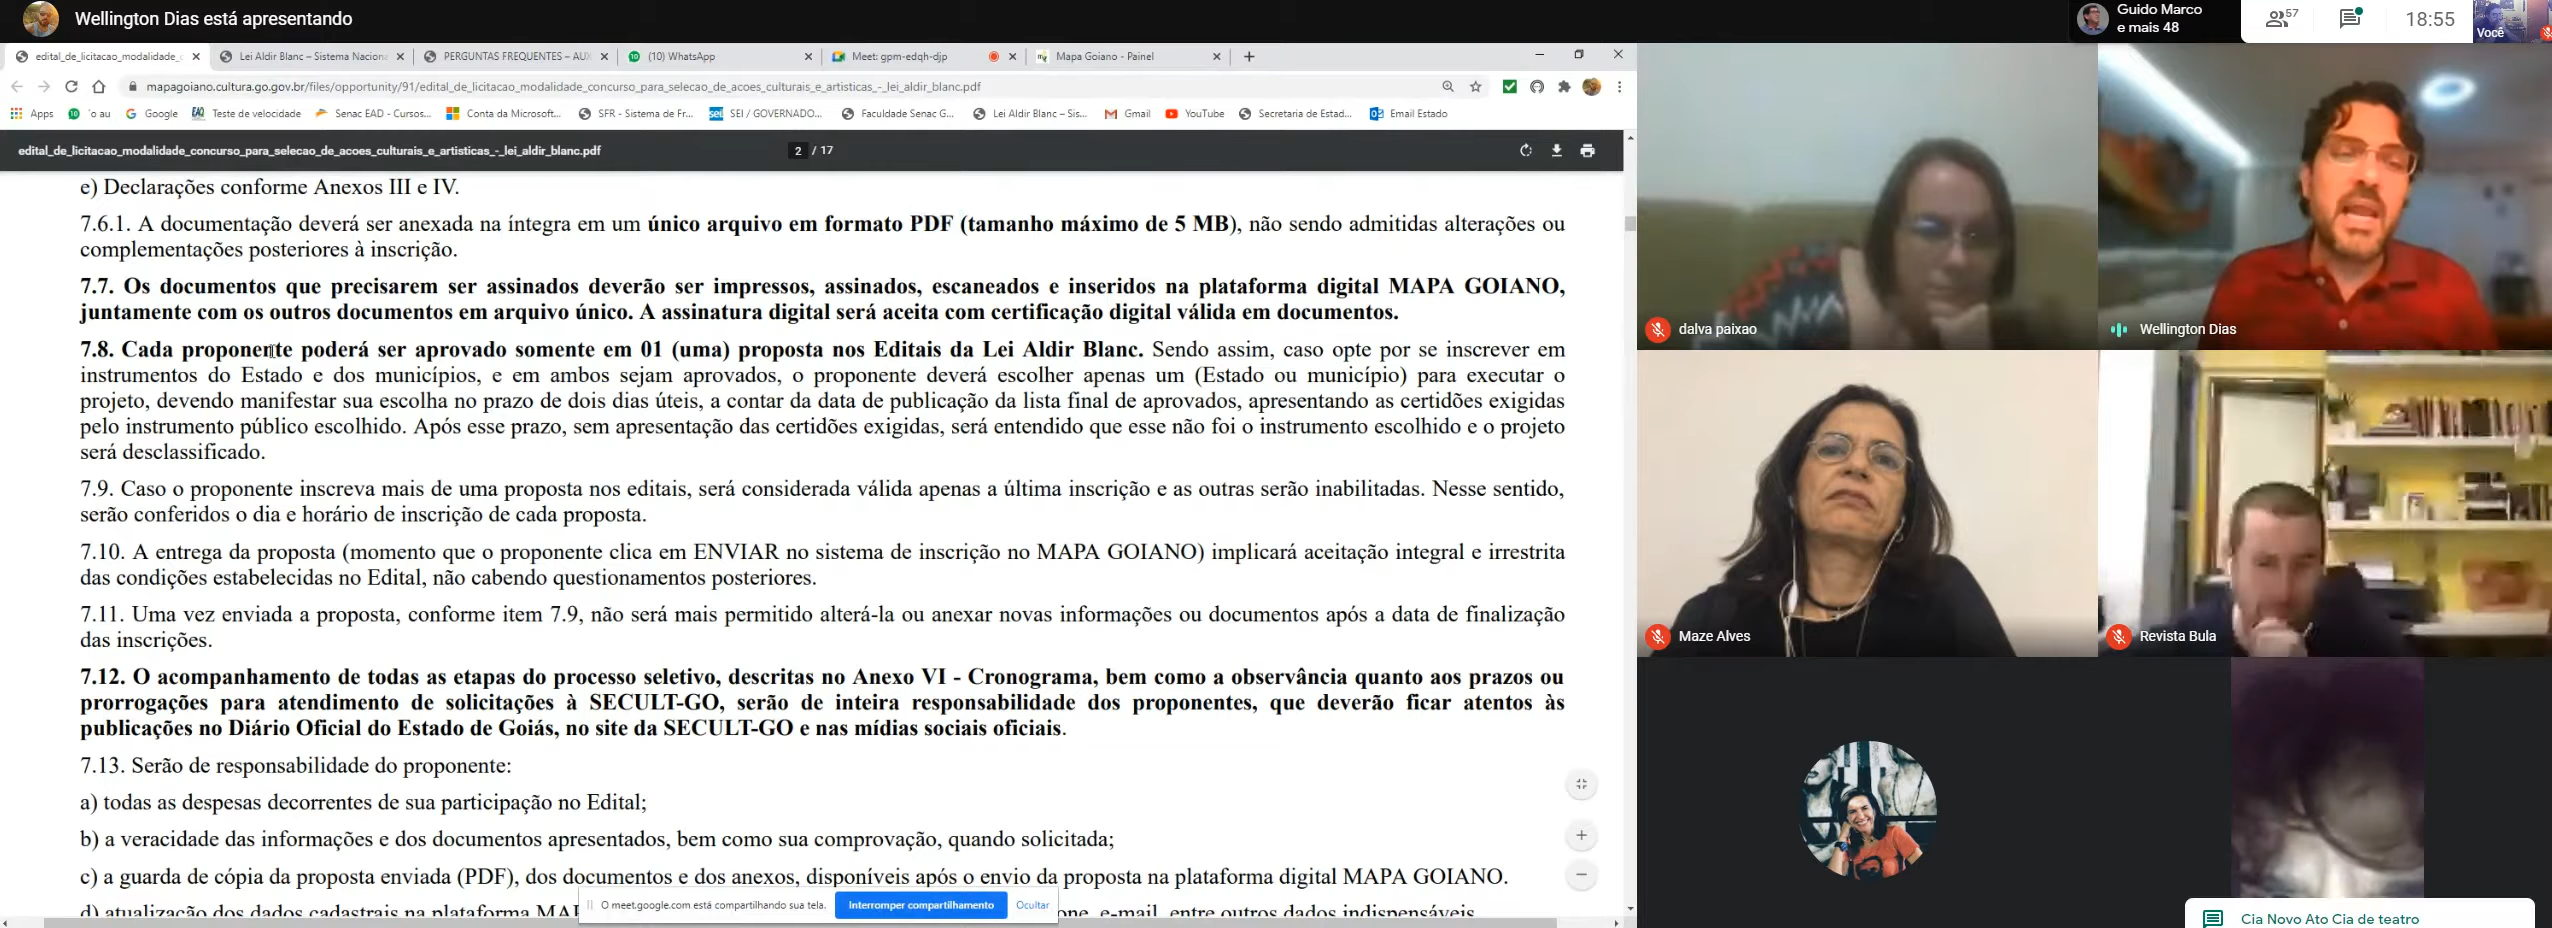 Wellington Dias está apresentando
Guido Marco
e mais 48
57
18:55
Você
edital_de_licitacao_modalidade_c
Lei Aldir Blanc – Sistema Naciona
PERGUNTAS FREQUENTES – AUX
(10) WhatsApp
Meet: gpm-edqh-djp
Mapa Goiano - Painel
mapagoiano.cultura.go.gov.br/files/opportunity/91/edital_de_licitacao_modalidade_concurso_para_selecao_de_acoes_culturais_e_artisticas_-_lei_aldir_blanc.pdf
Apps
'o au
Google
Teste de velocidade
Senac EAD - Cursos...
Conta da Microsoft...
SFR - Sistema de Fr...
SEI / GOVERNADO...
Faculdade Senac G...
Lei Aldir Blanc – Sis...
Gmail
YouTube
Secretaria de Estad...
Email Estado
edital_de_licitacao_modalidade_concurso_para_selecao_de_acoes_culturais_e_artisticas_-_lei_aldir_blanc.pdf
2 / 17
e) Declarações conforme Anexos III e IV.
7.6.1. A documentação deverá ser anexada na íntegra em um único arquivo em formato PDF (tamanho máximo de 5 MB), não sendo admitidas alterações ou
complementações posteriores à inscrição.
7.7. Os documentos que precisarem ser assinados deverão ser impressos, assinados, escaneados e inseridos na plataforma digital MAPA GOIANO,
juntamente com os outros documentos em arquivo único. A assinatura digital será aceita com certificação digital válida em documentos.
7.8. Cada proponente poderá ser aprovado somente em 01 (uma) proposta nos Editais da Lei Aldir Blanc. Sendo assim, caso opte por se inscrever em
instrumentos do Estado e dos municípios, e em ambos sejam aprovados, o proponente deverá escolher apenas um (Estado ou município) para executar o
projeto, devendo manifestar sua escolha no prazo de dois dias úteis, a contar da data de publicação da lista final de aprovados, apresentando as certidões exigidas
pelo instrumento público escolhido. Após esse prazo, sem apresentação das certidões exigidas, será entendido que esse não foi o instrumento escolhido e o projeto
será desclassificado.
7.9. Caso o proponente inscreva mais de uma proposta nos editais, será considerada válida apenas a última inscrição e as outras serão inabilitadas. Nesse sentido,
serão conferidos o dia e horário de inscrição de cada proposta.
7.10. A entrega da proposta (momento que o proponente clica em ENVIAR no sistema de inscrição no MAPA GOIANO) implicará aceitação integral e irrestrita
das condições estabelecidas no Edital, não cabendo questionamentos posteriores.
7.11. Uma vez enviada a proposta, conforme item 7.9, não será mais permitido alterá-la ou anexar novas informações ou documentos após a data de finalização
das inscrições.
7.12. O acompanhamento de todas as etapas do processo seletivo, descritas no Anexo VI - Cronograma, bem como a observância quanto aos prazos ou
prorrogações para atendimento de solicitações à SECULT-GO, serão de inteira responsabilidade dos proponentes, que deverão ficar atentos às
publicações no Diário Oficial do Estado de Goiás, no site da SECULT-GO e nas mídias sociais oficiais.
7.13. Serão de responsabilidade do proponente:
a) todas as despesas decorrentes de sua participação no Edital;
b) a veracidade das informações e dos documentos apresentados, bem como sua comprovação, quando solicitada;
c) a guarda de cópia da proposta enviada (PDF), dos documentos e dos anexos, disponíveis após o envio da proposta na plataforma digital MAPA GOIANO.
d) atualização dos dados cadastrais na plataforma MAP
one, e-mail, entre outros dados indispensáveis
O meet.google.com está compartilhando sua tela.
Interromper compartilhamento
Ocultar
dalva paixao
Wellington Dias
Maze Alves
Revista Bula
Cia Novo Ato Cia de teatro